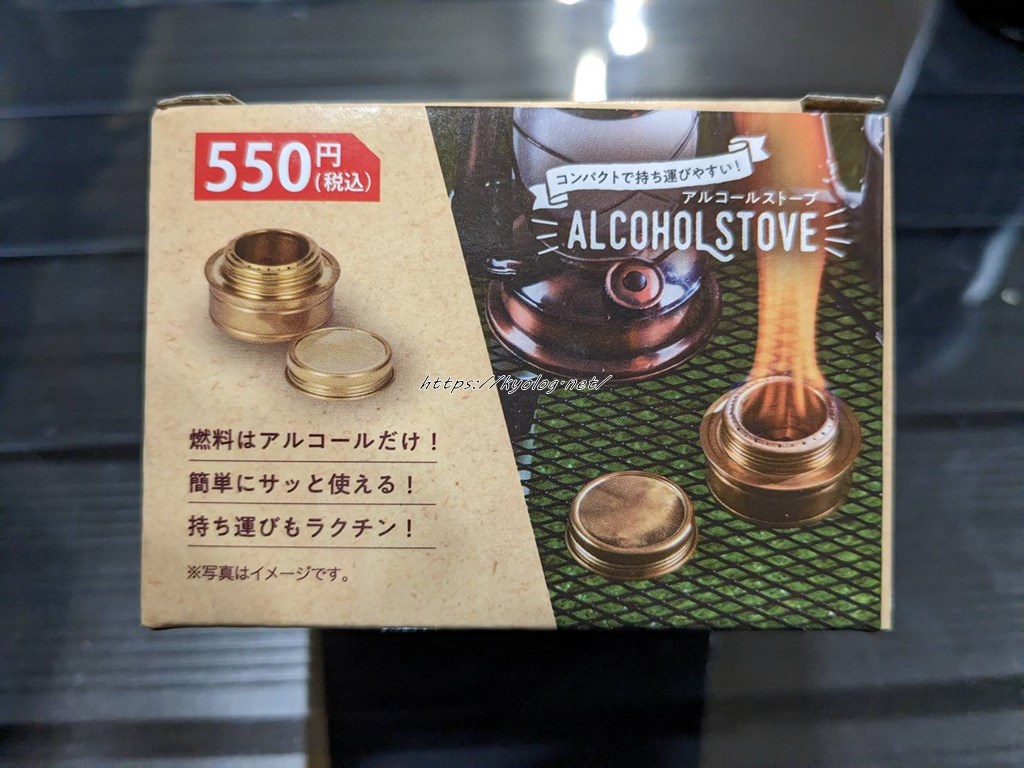 550円
(税込)
コンパクトで持ち運びやすい！
アルコールストーブ
ALCOHOL STOVE
https://kyolog.net/
燃料はアルコールだけ！
簡単にサッと使える！
持ち運びもラクチン！
※写真はイメージです。